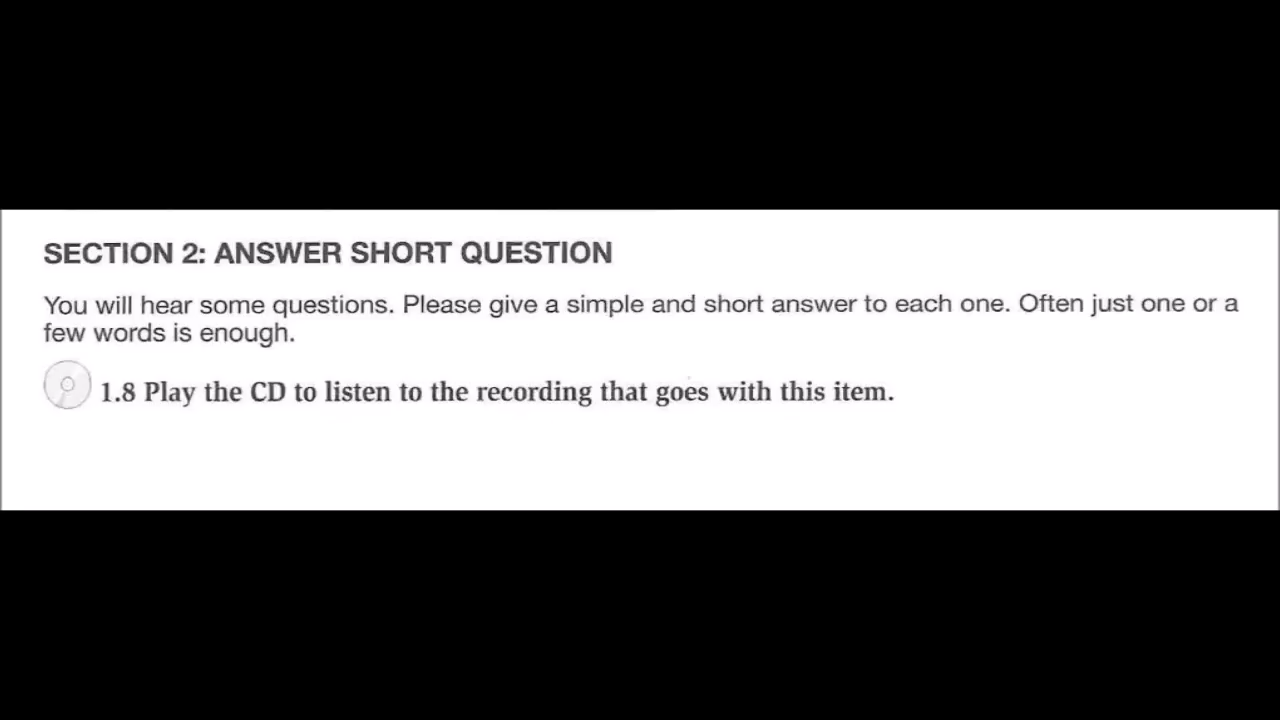 SECTION 2: ANSWER SHORT QUESTION
You will hear some questions. Please give a simple and short answer to each one. Often just one or a
few words is enough.
1.8 Play the CD to listen to the recording that goes with this item.